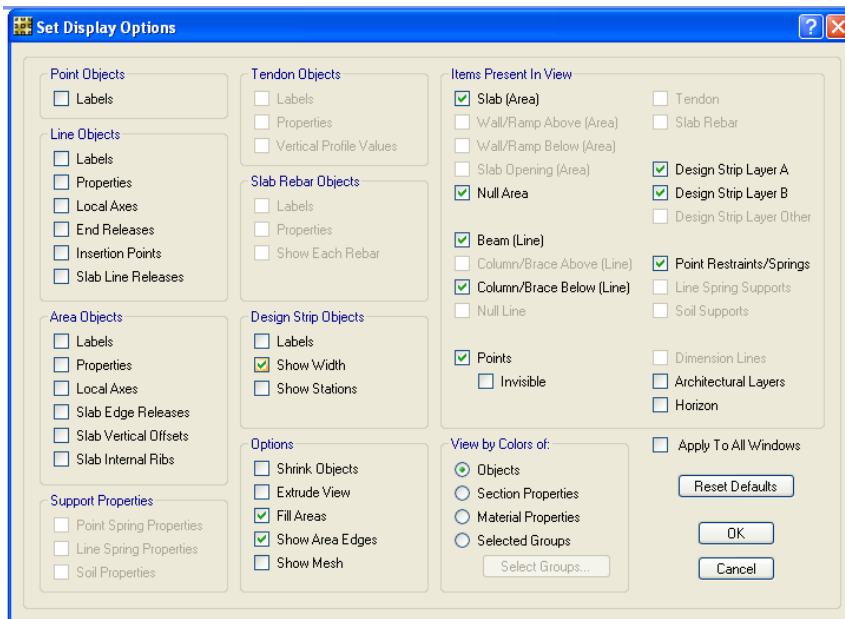 Set Display Options
Point Objects
Labels
Line Objects
Labels
Properties
Local Axes
End Releases
Insertion Points
Slab Line Releases
Area Objects
Labels
Properties
Local Axes
Slab Edge Releases
Slab Vertical Offsets
Slab Internal Ribs
Support Properties
Point Spring Properties
Line Spring Properties
Soil Properties
Tendon Objects
Labels
Properties
Vertical Profile Values
Slab Rebar Objects
Labels
Properties
Show Each Rebar
Design Strip Objects
Labels
Show Width
Show Stations
Options
Shrink Objects
Extrude View
Fill Areas
Show Area Edges
Show Mesh
Items Present In View
Slab (Area)
Wall/Ramp Above (Area)
Wall/Ramp Below (Area)
Slab Opening (Area)
Null Area
Beam (Line)
Column/Brace Above (Line)
Column/Brace Below (Line)
Null Line
Points
Invisible
Tendon
Slab Rebar
Design Strip Layer A
Design Strip Layer B
Design Strip Layer Other
Point Restraints/Springs
Line Spring Supports
Soil Supports
Dimension Lines
Architectural Layers
Horizon
View by Colors of:
Objects
Section Properties
Material Properties
Selected Groups
Select Groups...
Apply To All Windows
Reset Defaults
OK
Cancel